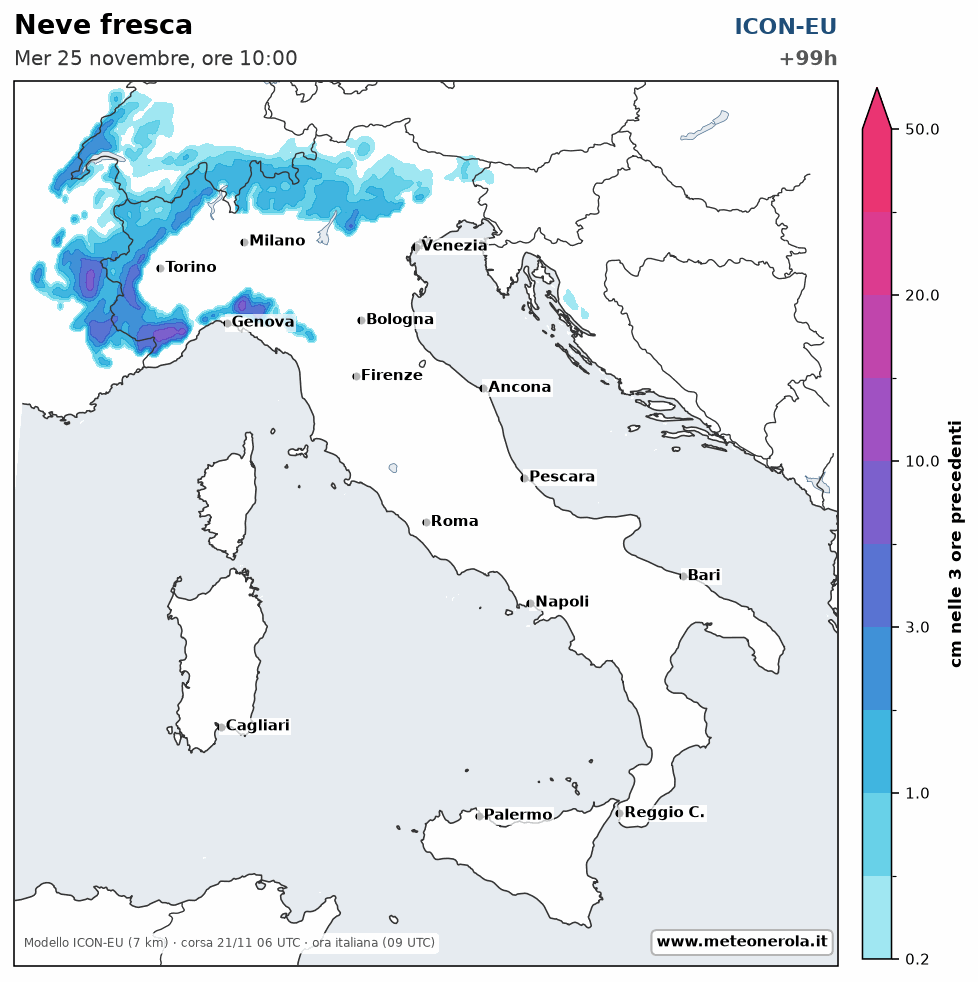 Neve fresca
ICON-EU
Mer 25 novembre, ore 10:00
+99h
Milano
Venezia
Torino
Genova
Bologna
Firenze
Ancona
Pescara
Roma
Bari
Napoli
Cagliari
Palermo
Reggio C.
50.0
20.0
10.0
3.0
1.0
0.2
cm nelle 3 ore precedenti
Modello ICON-EU (7 km) · corsa 21/11 06 UTC · ora italiana (09 UTC)
www.meteonerola.it